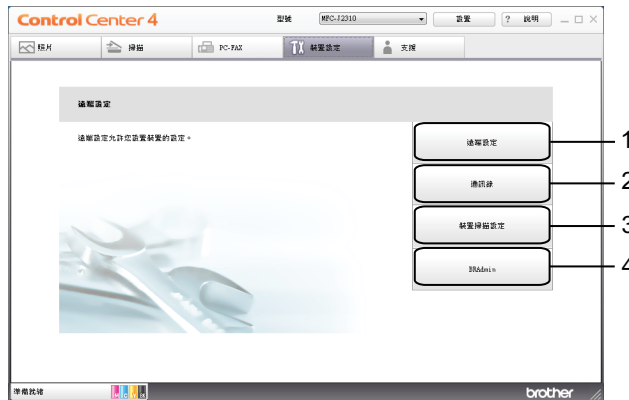 Control Center 4 型號 MFC-J2310 設置 ? 說明
照片 掃描 PC-FAX 裝置設定 支援
遠端設定
遠端設定允許您設置裝置的設定。
遠端設定 1
通訊錄 2
裝置掃描設定 3
BRAdmin 4
準備就緒 M C Y BK brother